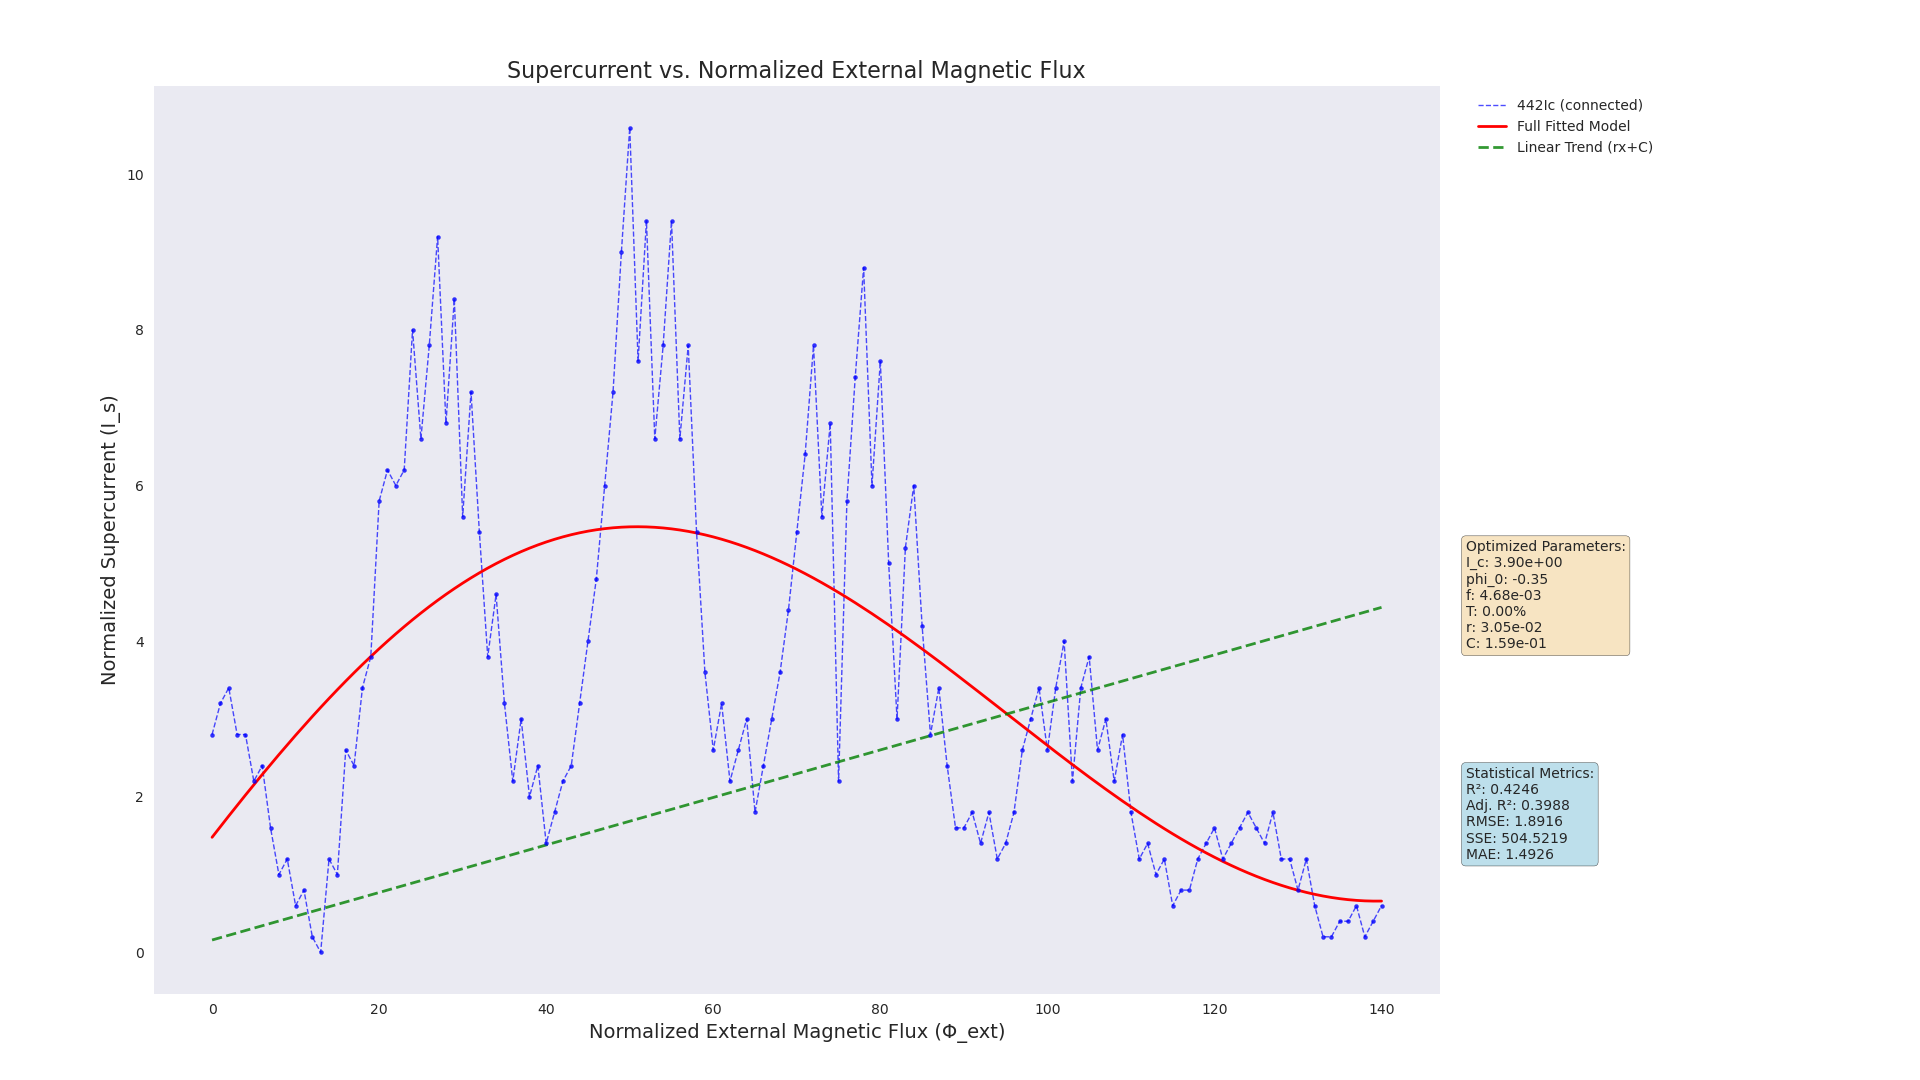 Supercurrent vs. Normalized External Magnetic Flux
442Ic (connected)
Full Fitted Model
Linear Trend (rx+C)
Normalized Supercurrent (I_s)
10
8
6
4
2
0
0 20 40 60 80 100 120 140
Normalized External Magnetic Flux (Φ_ext)
Optimized Parameters:
I_c: 3.90e+00
phi_0: -0.35
f: 4.68e-03
T: 0.00%
r: 3.05e-02
C: 1.59e-01
Statistical Metrics:
R²: 0.4246
Adj. R²: 0.3988
RMSE: 1.8916
SSE: 504.5219
MAE: 1.4926